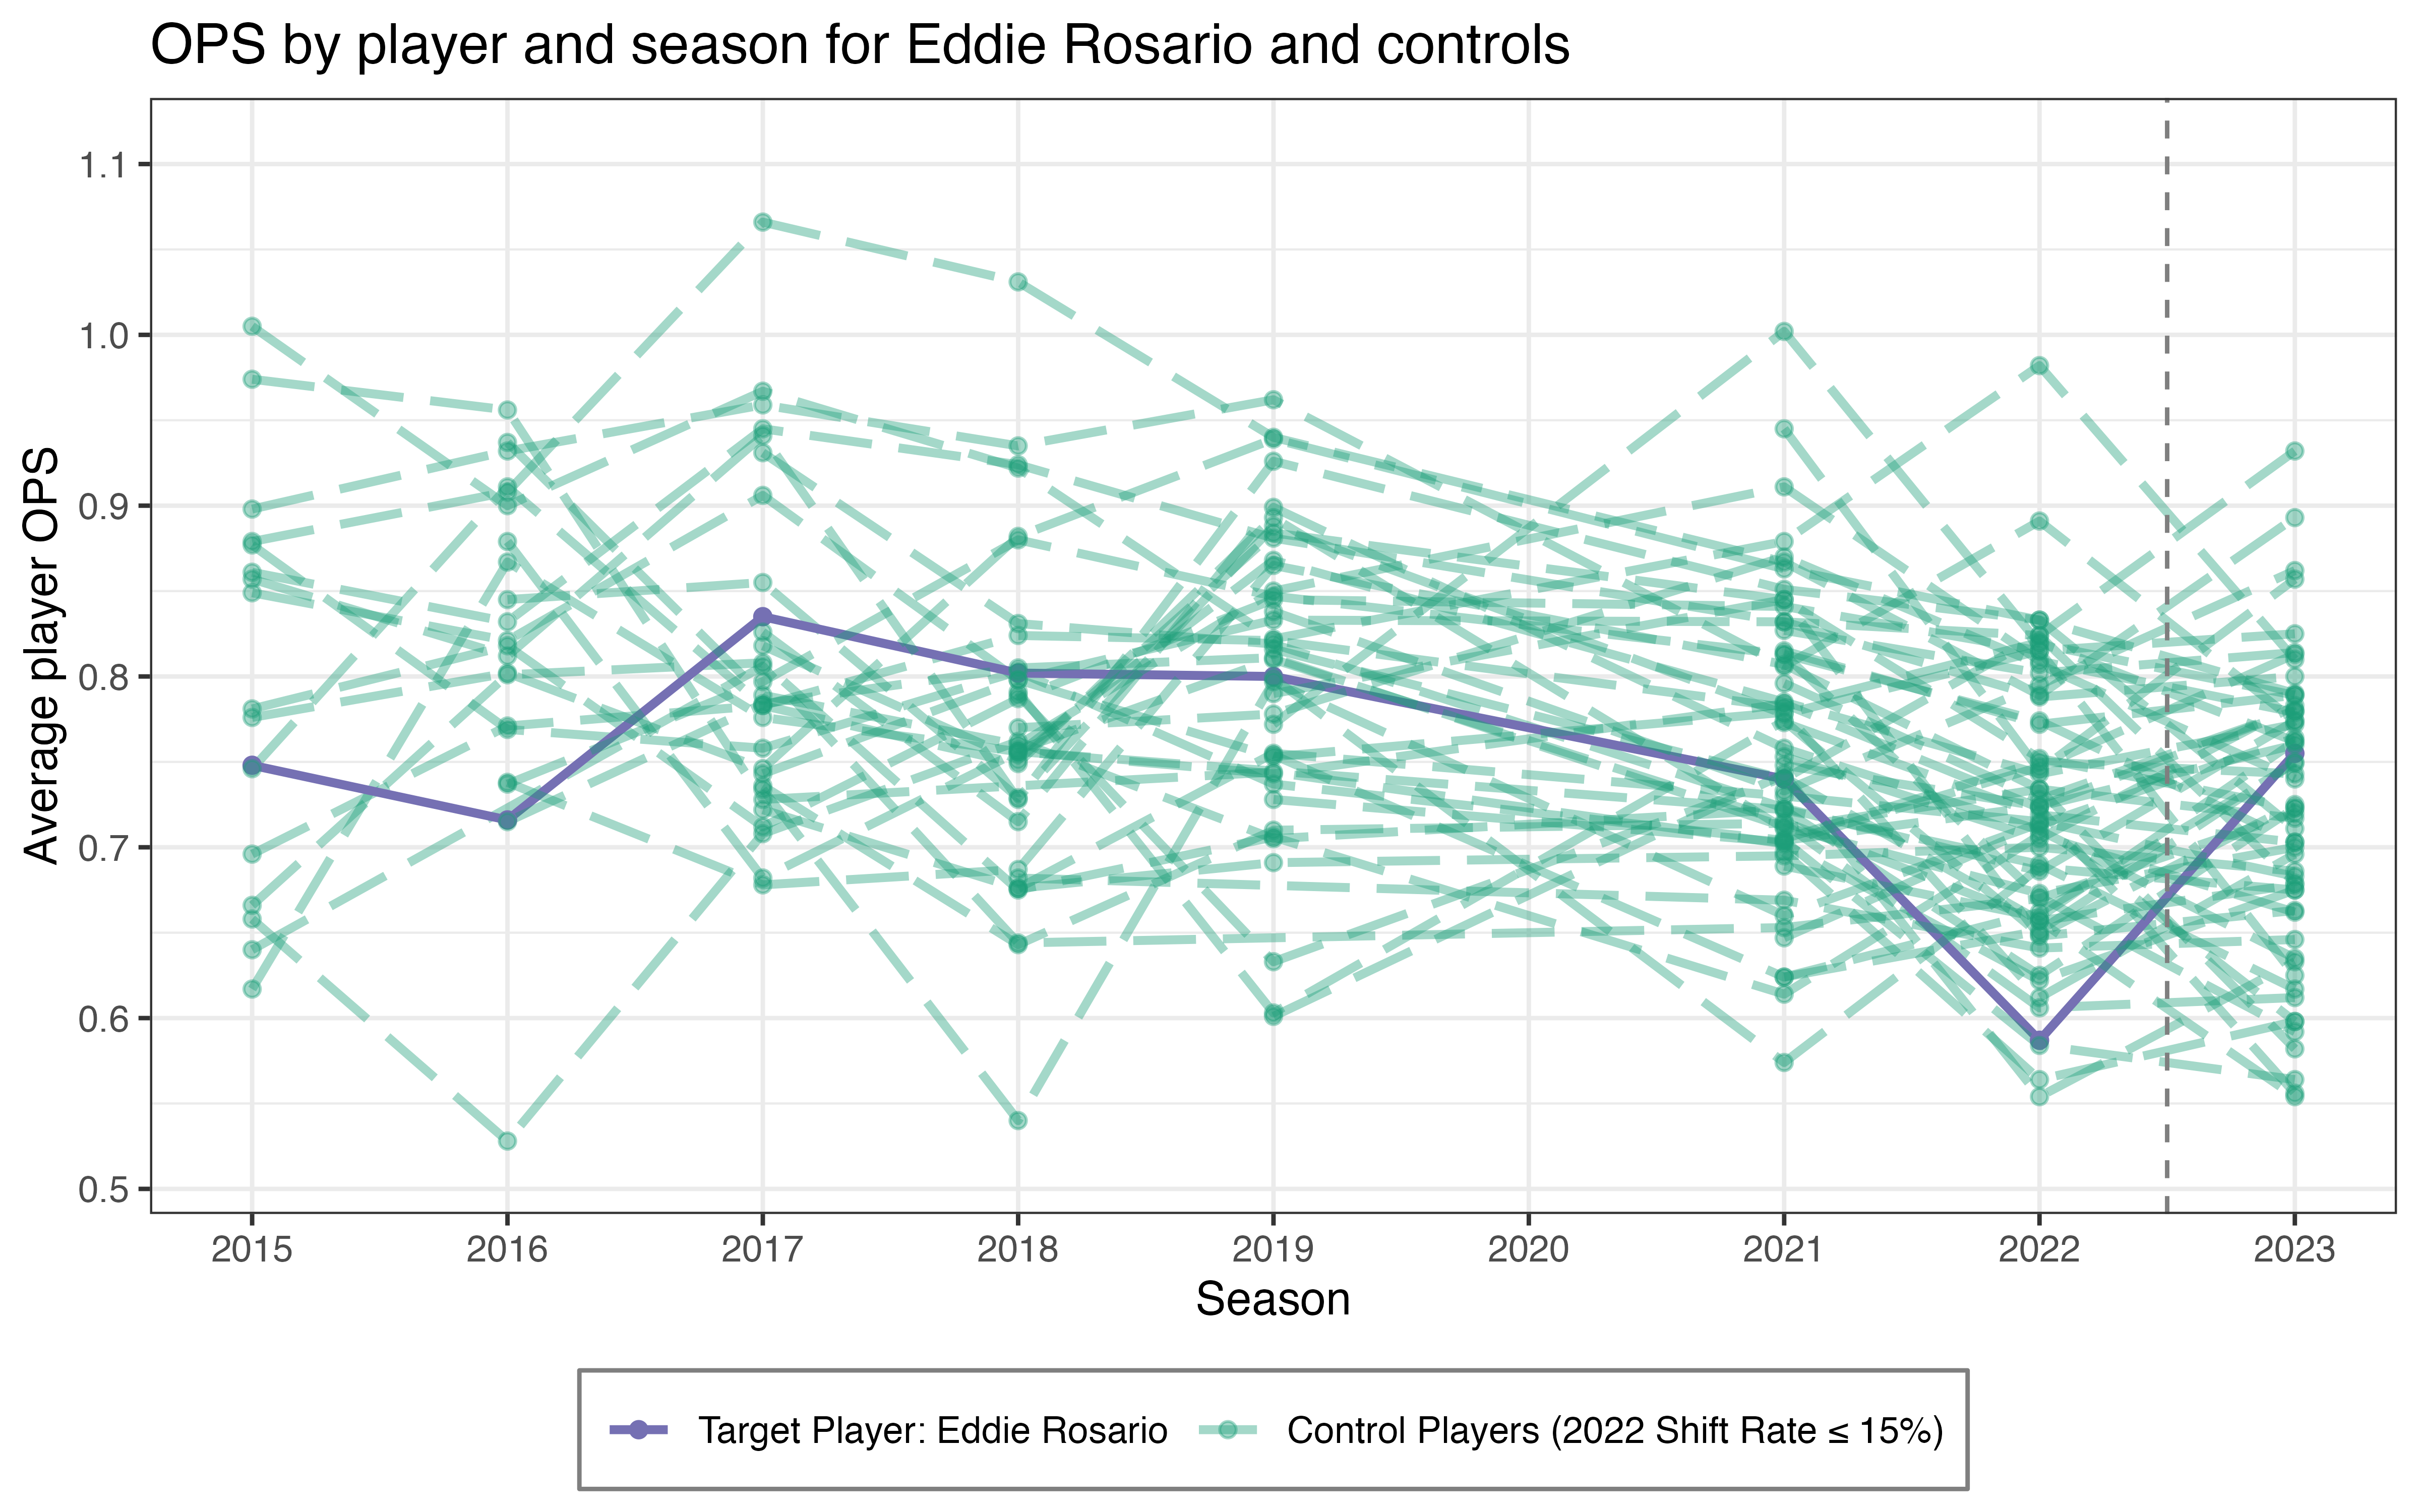 OPS by player and season for Eddie Rosario and controls
Average player OPS
1.1
1.0
0.9
0.8
0.7
0.6
0.5
2015 2016 2017 2018 2019 2020 2021 2022 2023
Season
Target Player: Eddie Rosario Control Players (2022 Shift Rate ≤ 15%)